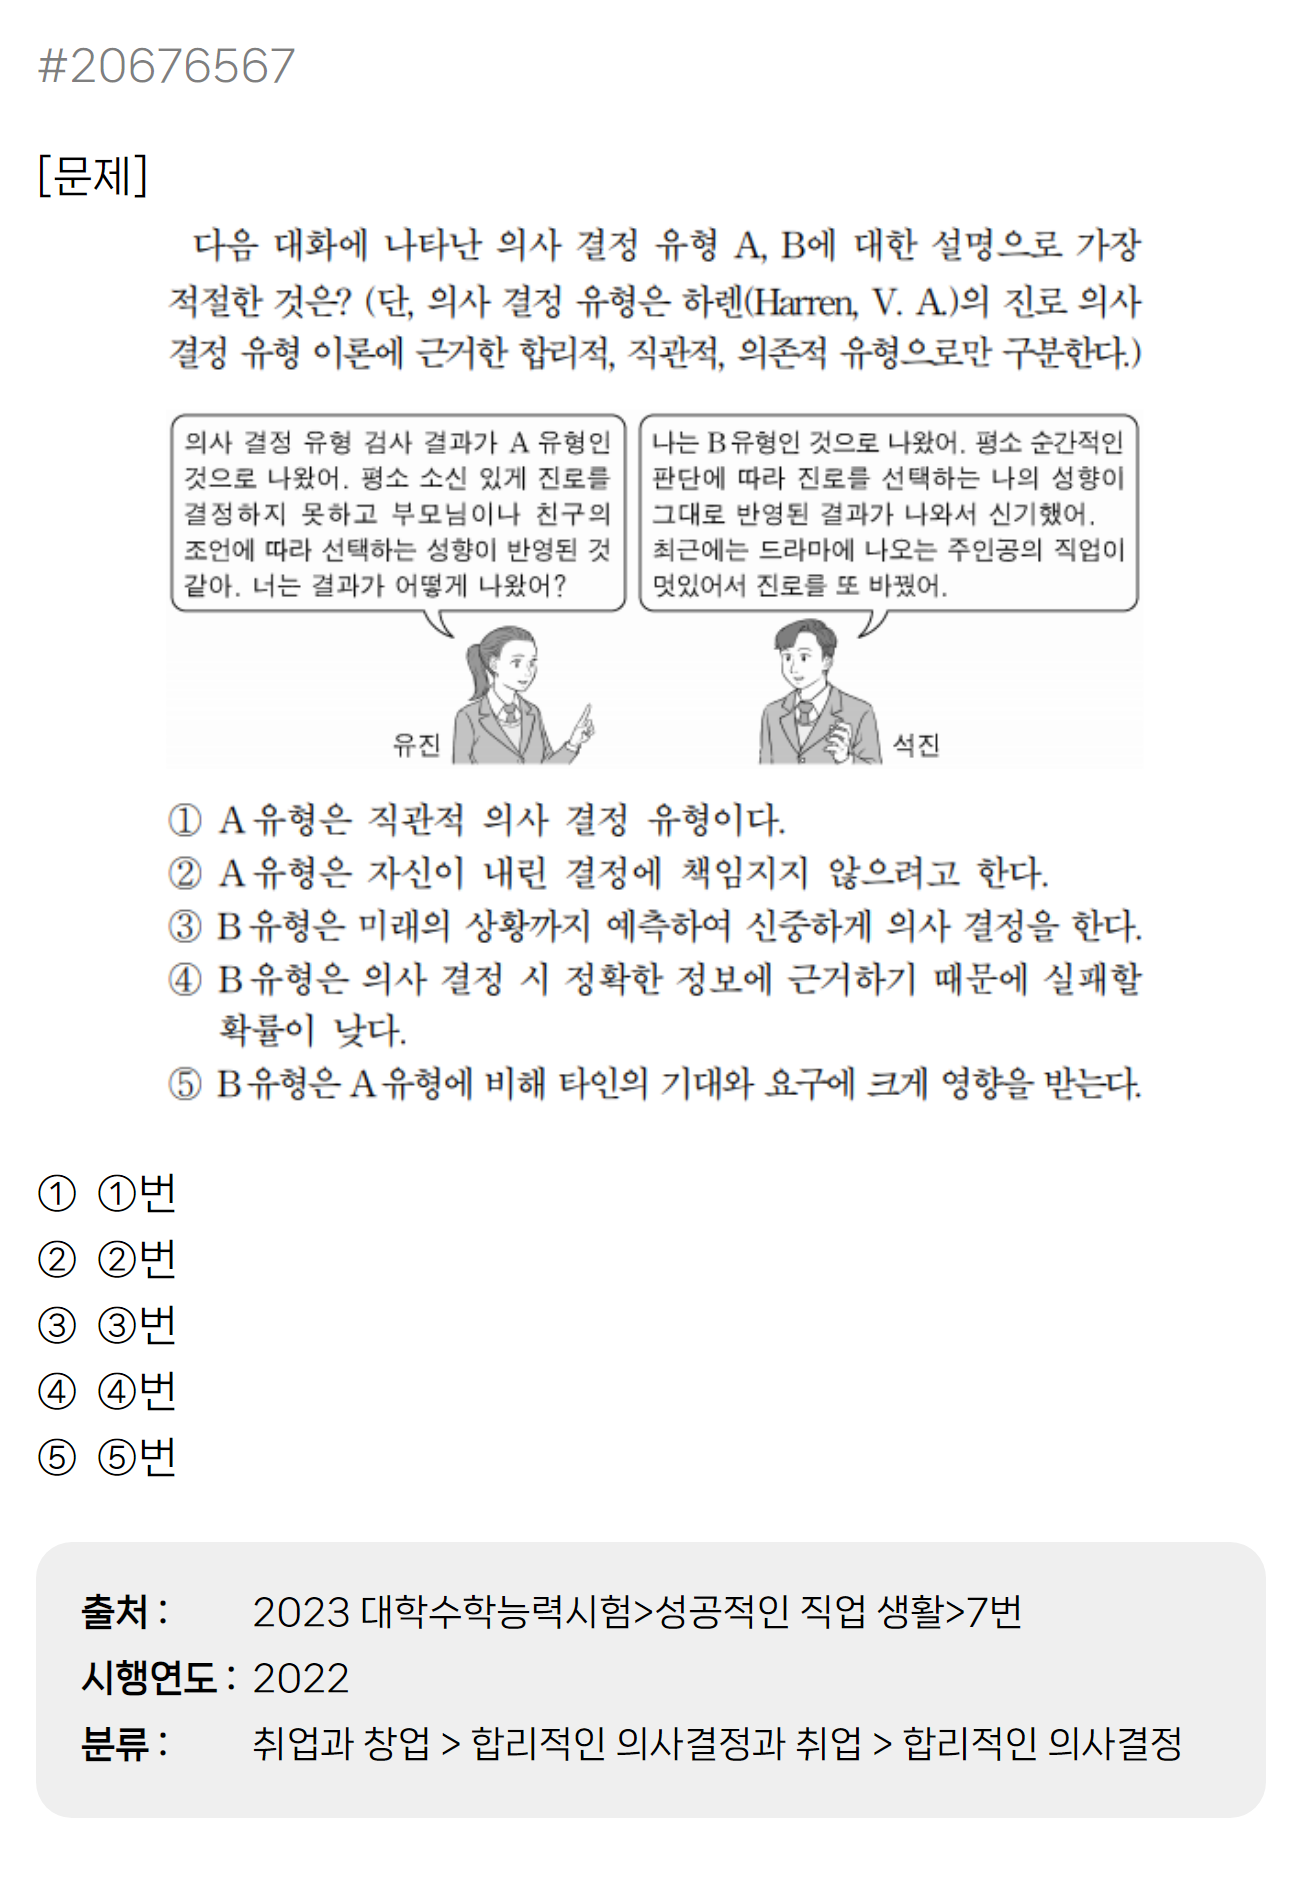 #20676567
[문제]
다음 대화에 나타난 의사 결정 유형 A, B에 대한 설명으로 가장
적절한 것은? (단, 의사 결정 유형은 하렌(Harren, V. A.)의 진로 의사
결정 유형 이론에 근거한 합리적, 직관적, 의존적 유형으로만 구분한다.)
의사 결정 유형 검사 결과가 A 유형인
것으로 나왔어. 평소 소신 있게 진로를
결정하지 못하고 부모님이나 친구의
조언에 따라 선택하는 성향이 반영된 것
같아. 너는 결과가 어떻게 나왔어?
나는 B 유형인 것으로 나왔어. 평소 순간적인
판단에 따라 진로를 선택하는 나의 성향이
그대로 반영된 결과가 나와서 신기했어.
최근에는 드라마에 나오는 주인공의 직업이
멋있어서 진로를 또 바꿨어.
유진
석진
① A 유형은 직관적 의사 결정 유형이다.
② A 유형은 자신이 내린 결정에 책임지지 않으려고 한다.
③ B 유형은 미래의 상황까지 예측하여 신중하게 의사 결정을 한다.
④ B 유형은 의사 결정 시 정확한 정보에 근거하기 때문에 실패할
확률이 낮다.
⑤ B 유형은 A 유형에 비해 타인의 기대와 요구에 크게 영향을 받는다.
① ①번
② ②번
③ ③번
④ ④번
⑤ ⑤번
출처 : 2023 대학수학능력시험>성공적인 직업 생활>7번
시행연도 : 2022
분류 : 취업과 창업 > 합리적인 의사결정과 취업 > 합리적인 의사결정